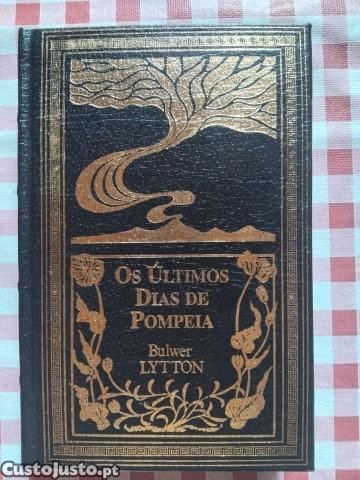 OS ÚLTIMOS
DIAS DE
POMPEIA
Bulwer
LYTTON
CustoJusto.pt